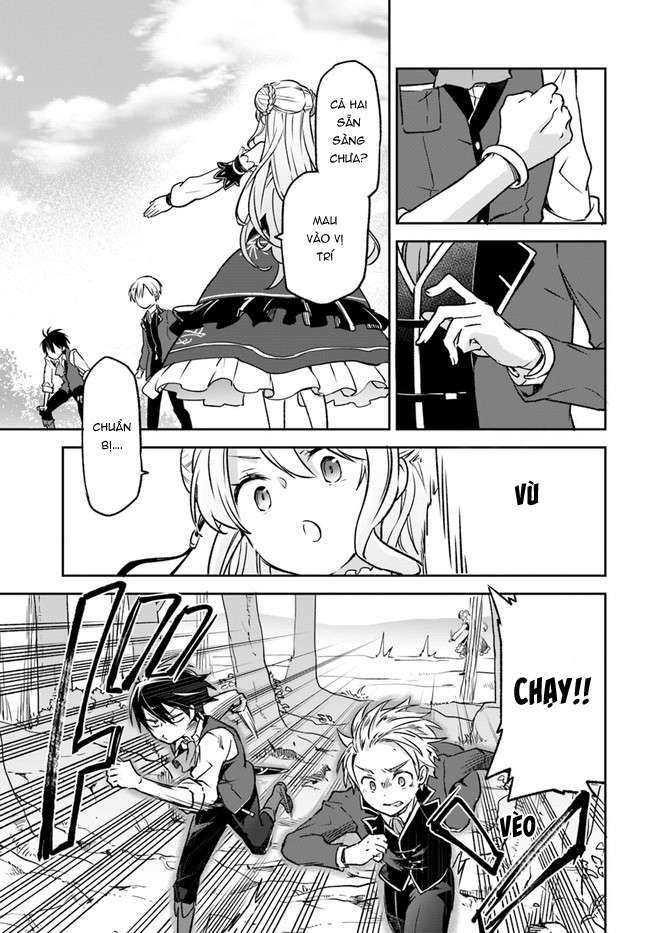 CẢ HAI
SẴN
SÀNG
CHƯA?
MAU
VÀO VỊ
TRÍ
CHUẨN
BỊ....
VÙ
CHẠY!!
VÈO